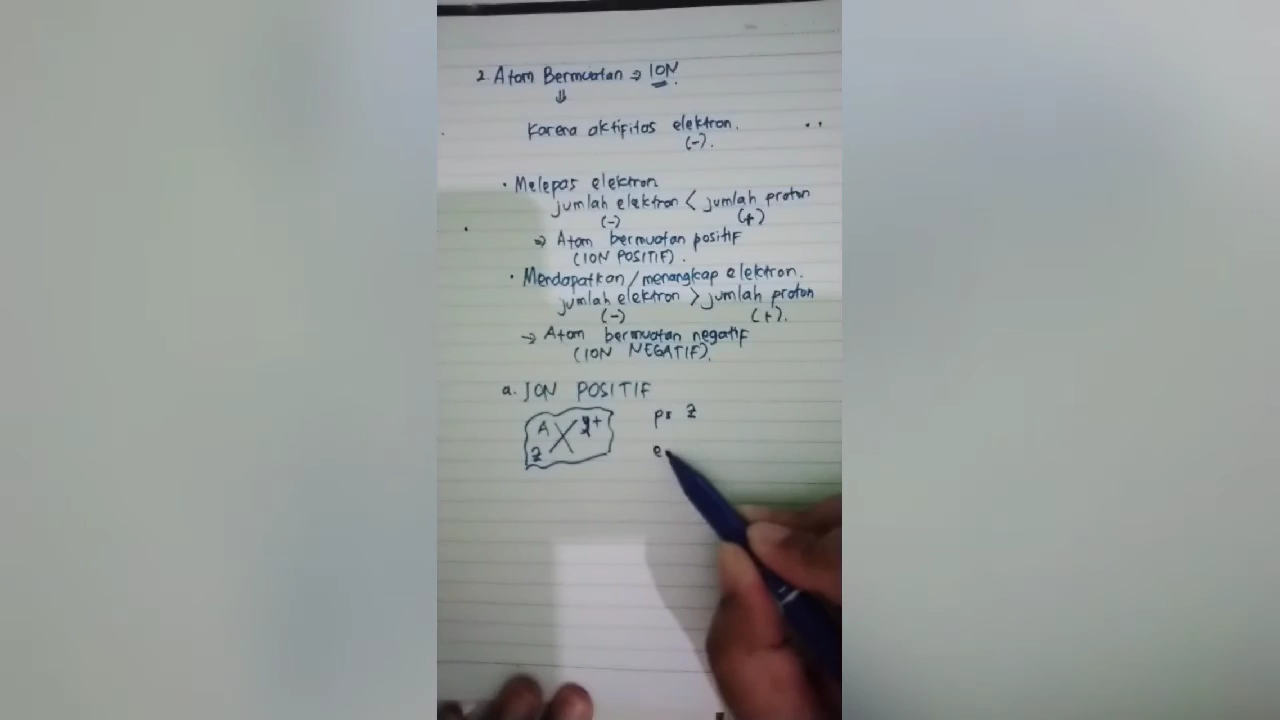 2. Atom Bermuatan → ION.
⇓
Karena aktifitas elektron.
(-).
• Melepas elektron
jumlah elektron < jumlah proton
(-) (+)
⇒ Atom bermuatan positif
(ION POSITIF).
• Mendapatkan/menangkap elektron.
jumlah elektron > jumlah proton
(-) (+).
→ Atom bermuatan negatif
(ION NEGATIF).
a. ION POSITIF
A X y+
Z
p= Z
e